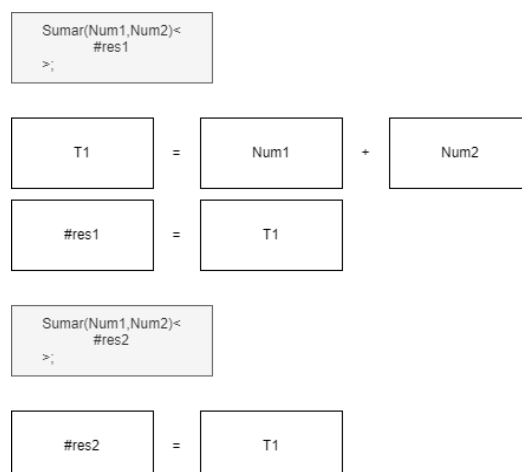 Sumar(Num1,Num2)<
#res1
>;
T1 = Num1 + Num2
#res1 = T1
Sumar(Num1,Num2)<
#res2
>;
#res2 = T1